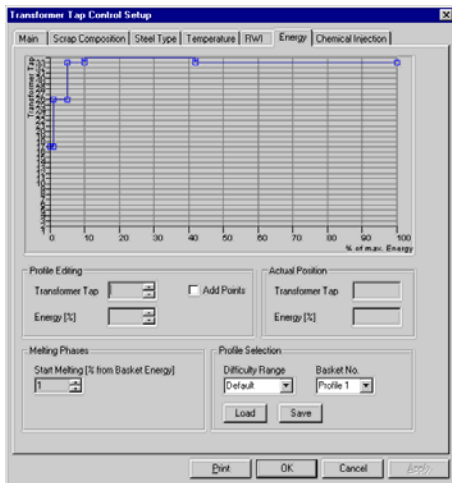 Transformer Tap Control Setup
Main Scrap Composition Steel Type Temperature RWI Energy Chemical Injection
Transformer Tap
0 10 20 30 40 50 60 70 80 90 100
% of max. Energy
Profile Editing
Transformer Tap
Add Points
Energy [%]
Actual Position
Transformer Tap
Energy [%]
Melting Phases
Start Melting [% from Basket Energy]
1
Profile Selection
Difficulty Range Basket No.
Default Profile 1
Load Save
Print OK Cancel Apply